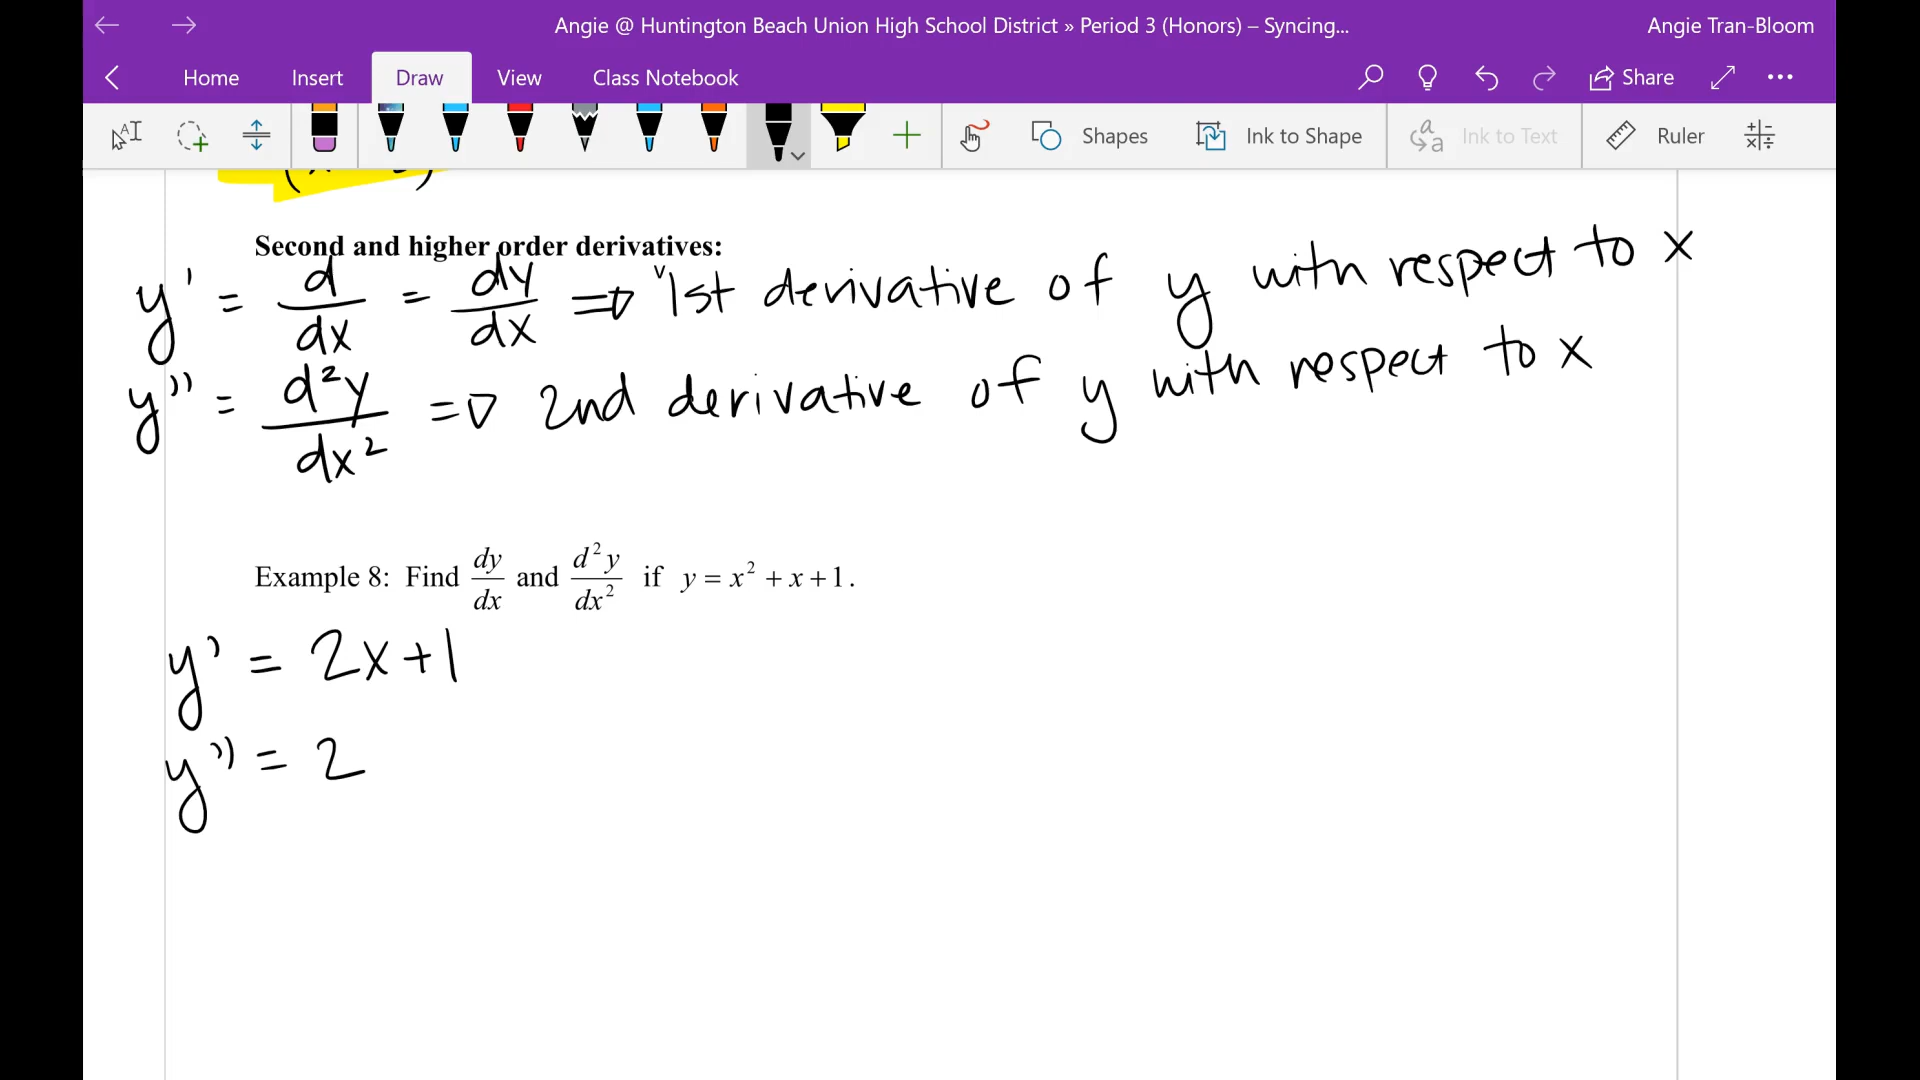 Angie @ Huntington Beach Union High School District » Period 3 (Honors) – Syncing...
Angie Tran-Bloom
Home Insert Draw View Class Notebook Share
Shapes Ink to Shape Ink to Text Ruler
Second and higher order derivatives:
y' = d/dx = dy/dx ⇒ 1st derivative of y with respect to x
y'' = d²y/dx² ⇒ 2nd derivative of y with respect to x
Example 8: Find dy/dx and d²y/dx² if y = x² + x + 1.
y' = 2x+1
y'' = 2